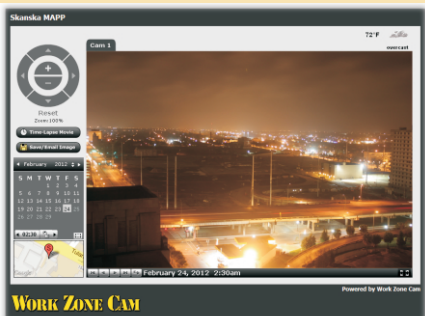 Skanska MAPP
72°F
overcast
Cam 1
Reset
Zoom 100%
Time-Lapse Movie
Save/Email Image
February 2012
S M T W T F S
1 2 3 4
5 6 7 8 9 10 11
12 13 14 15 16 17 18
19 20 21 22 23 24 25
26 27 28 29
02:30
Google
February 24, 2012 2:30am
Powered by Work Zone Cam
WORK ZONE CAM